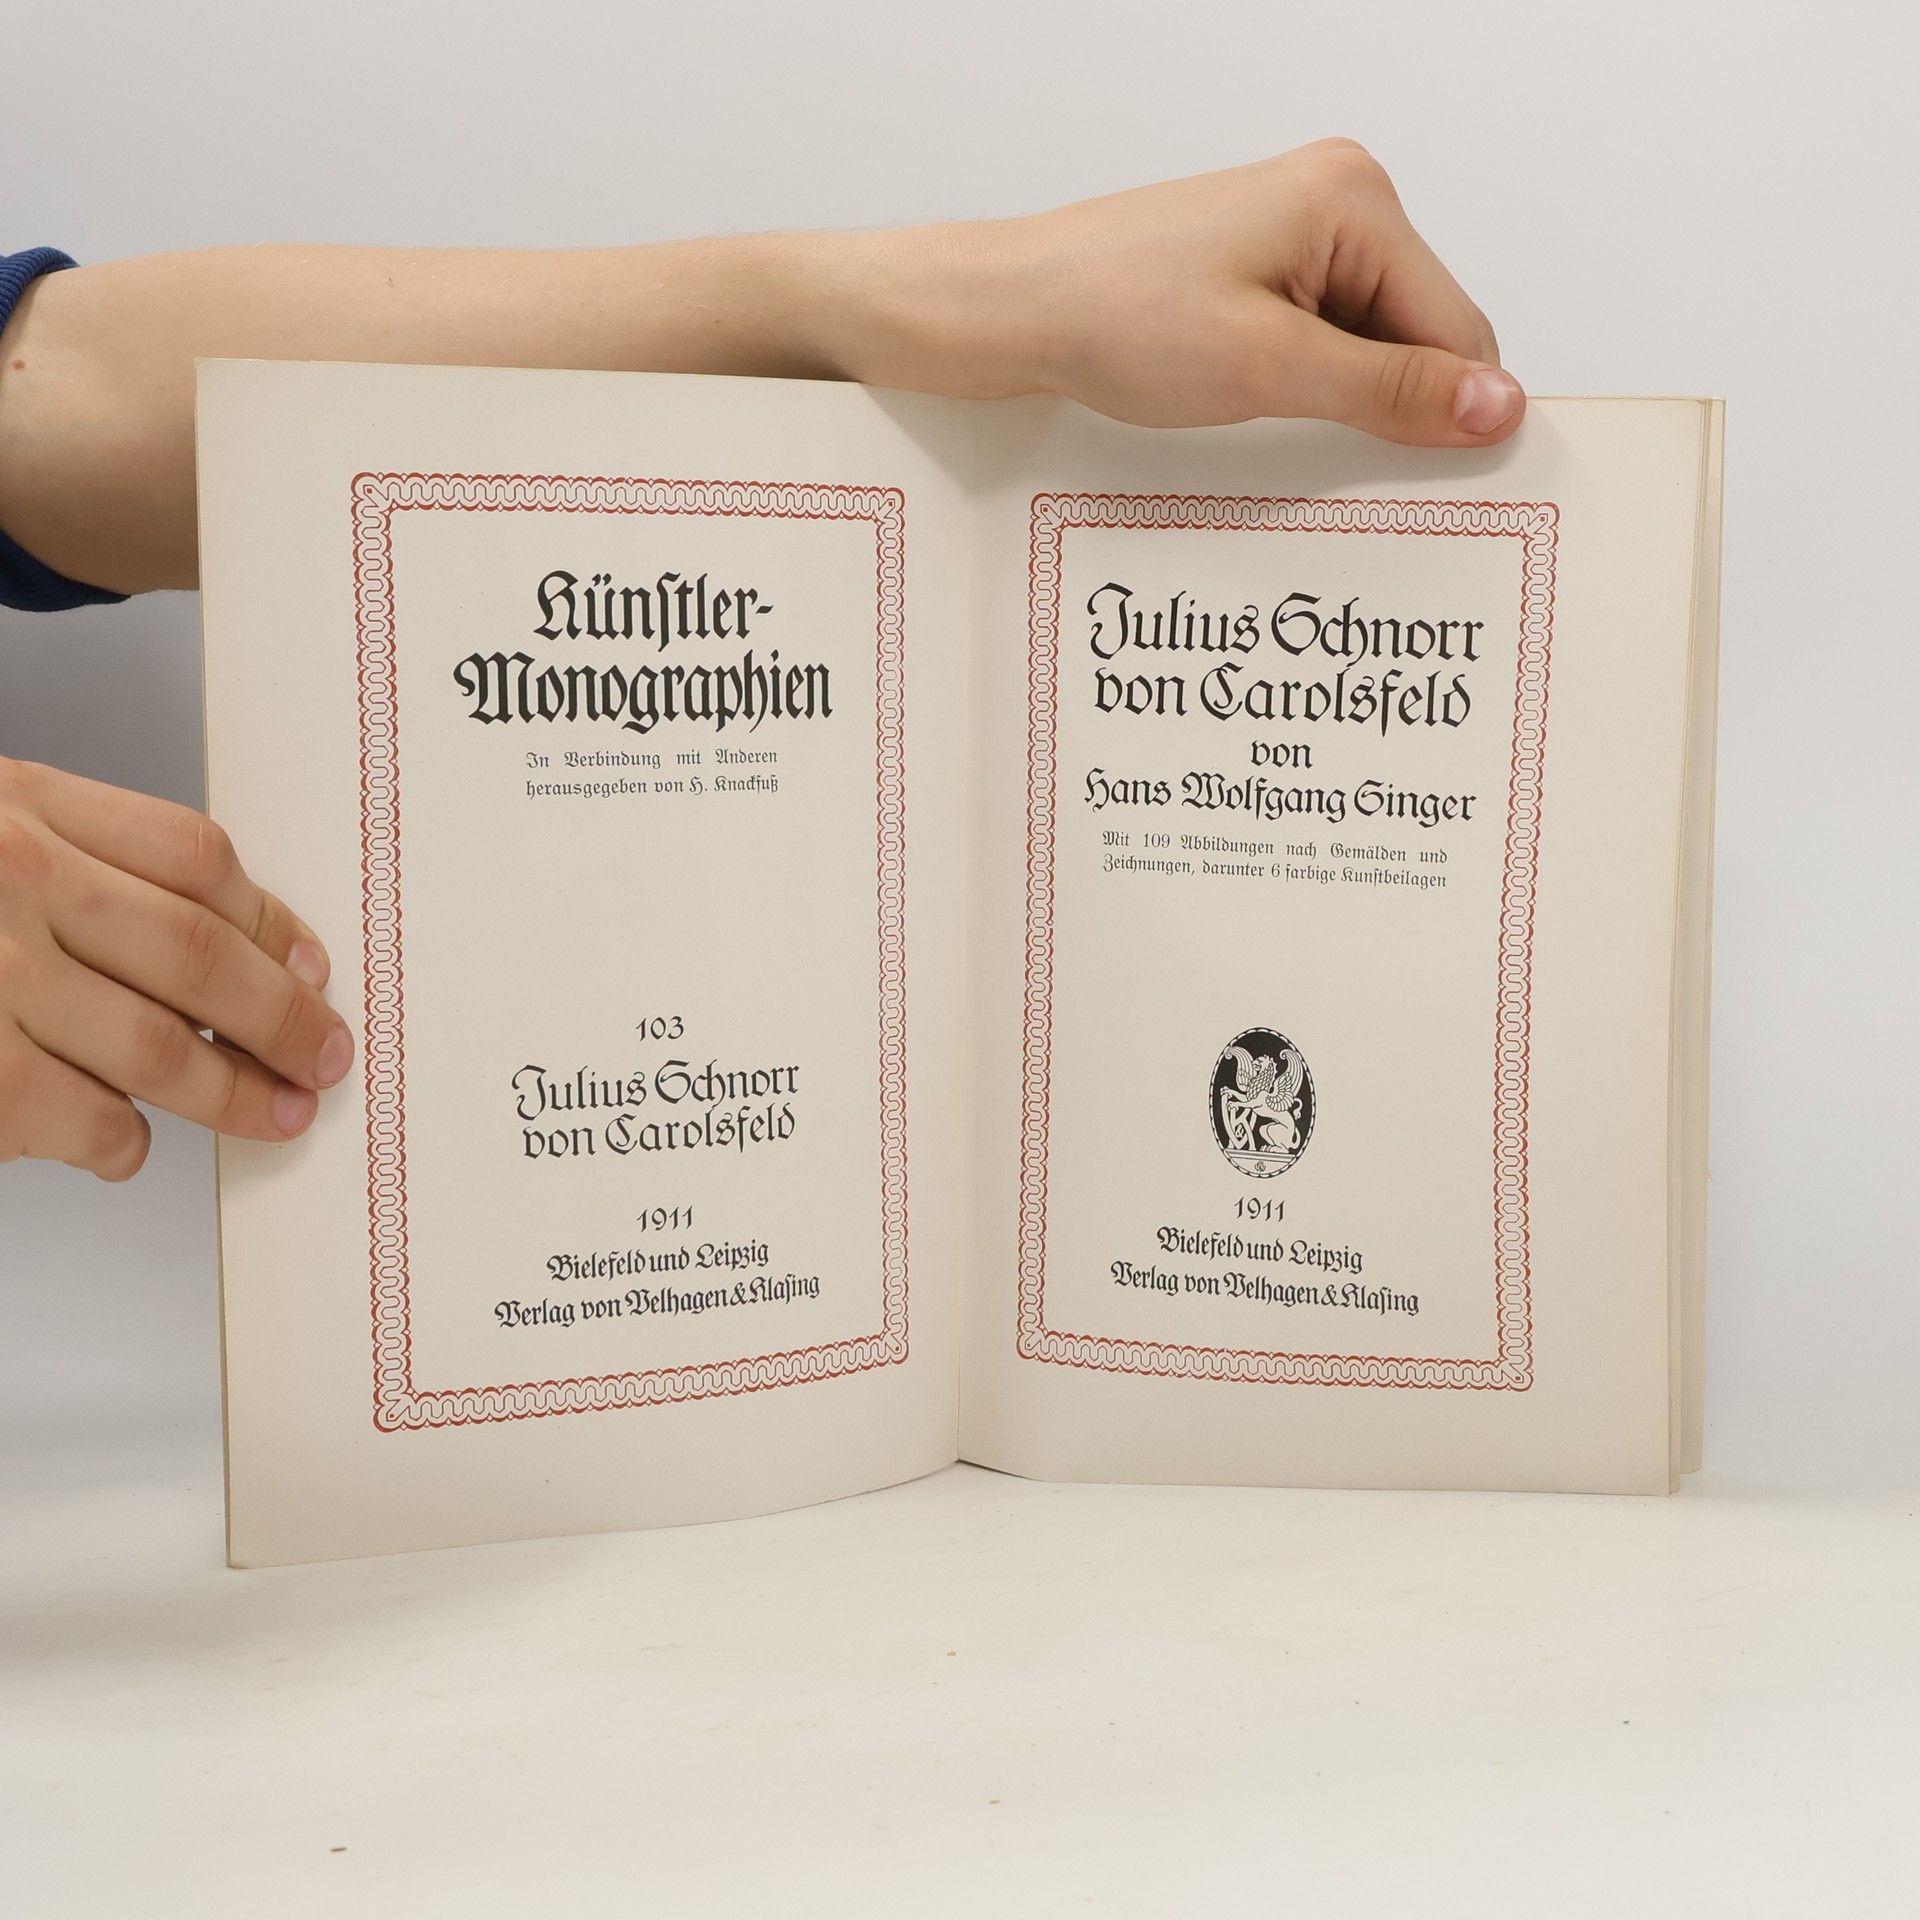 Künſtler-
Monographien
In Verbindung mit Anderen
herausgegeben von H. Knackfuß
103
Julius Schnorr
von Carolsfeld
1911
Bielefeld und Leipzig
Verlag von Velhagen & Klaſing
Julius Schnorr
von Carolsfeld
von
Hans Wolfgang Singer
Mit 109 Abbildungen nach Gemälden und
Zeichnungen, darunter 6 farbige Kunſtbeilagen
1911
Bielefeld und Leipzig
Verlag von Velhagen & Klaſing